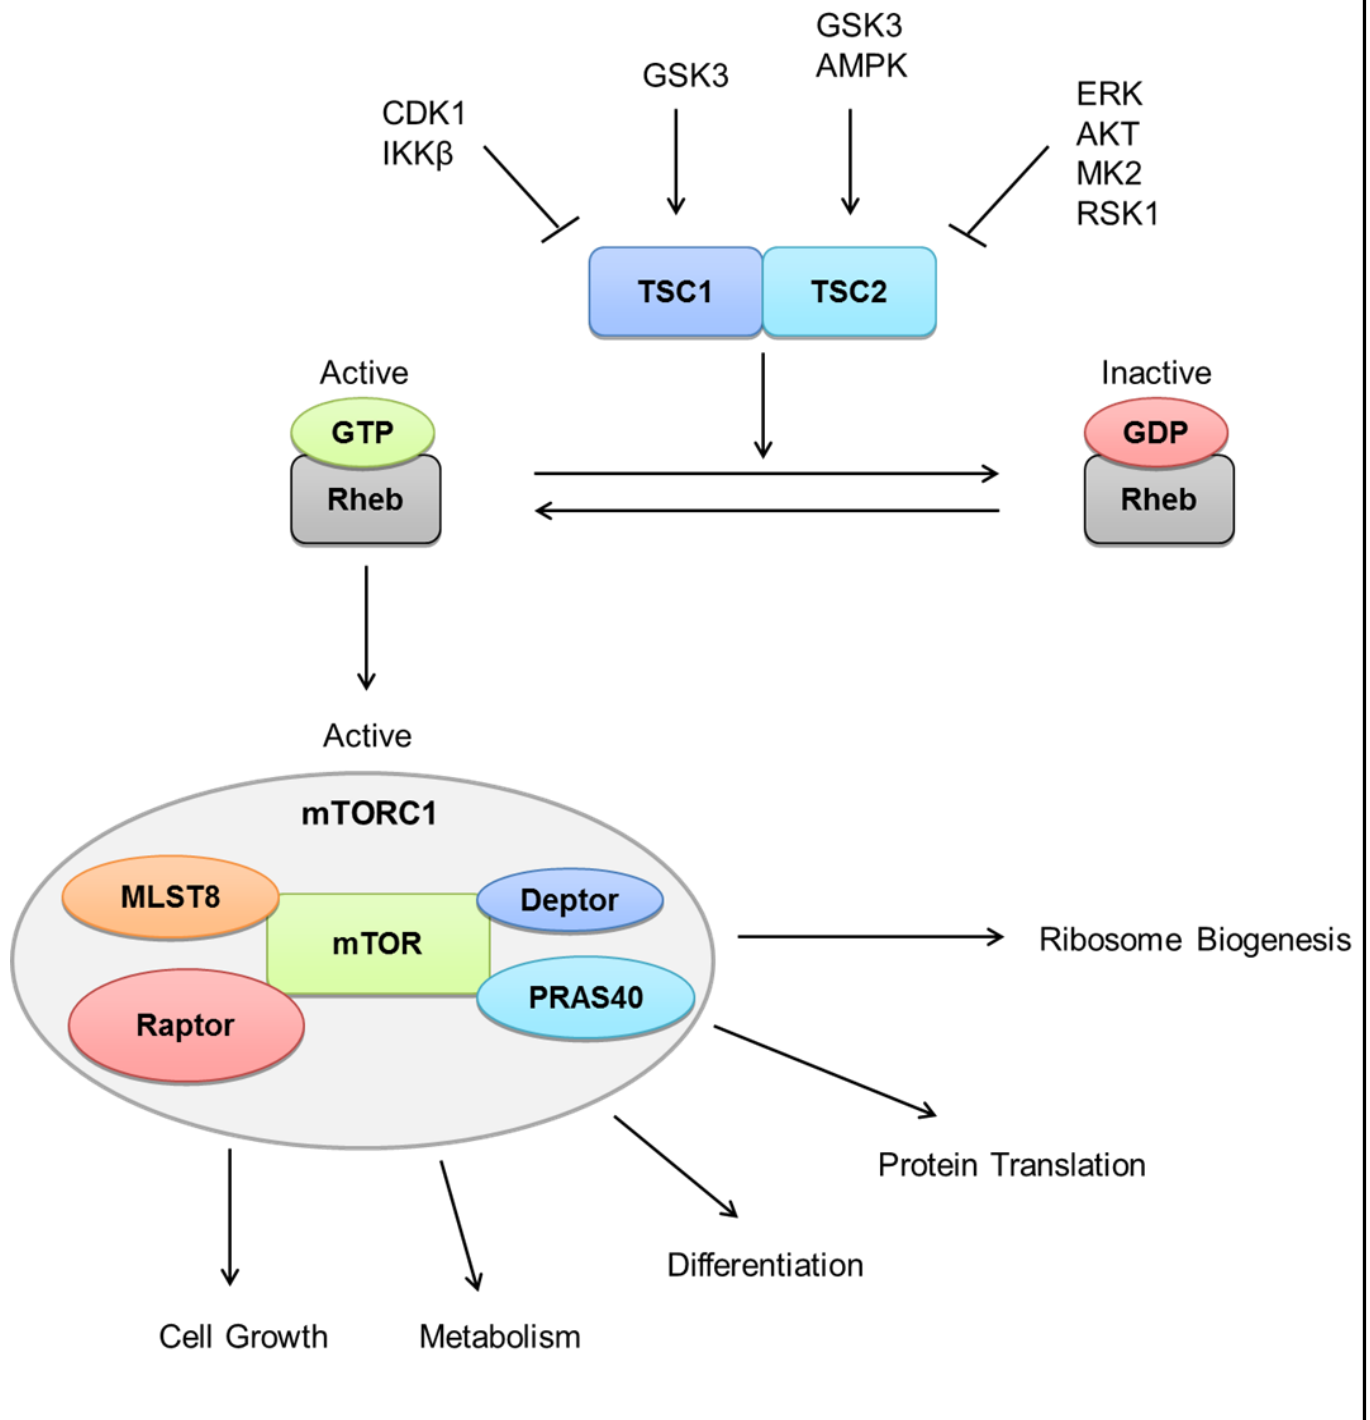 GSK3
AMPK
GSK3
CDK1
IKKβ
ERK
AKT
MK2
RSK1
TSC1
TSC2
Active
GTP
Rheb
Inactive
GDP
Rheb
Active
mTORC1
MLST8
mTOR
Deptor
Raptor
PRAS40
Ribosome Biogenesis
Protein Translation
Differentiation
Cell Growth
Metabolism